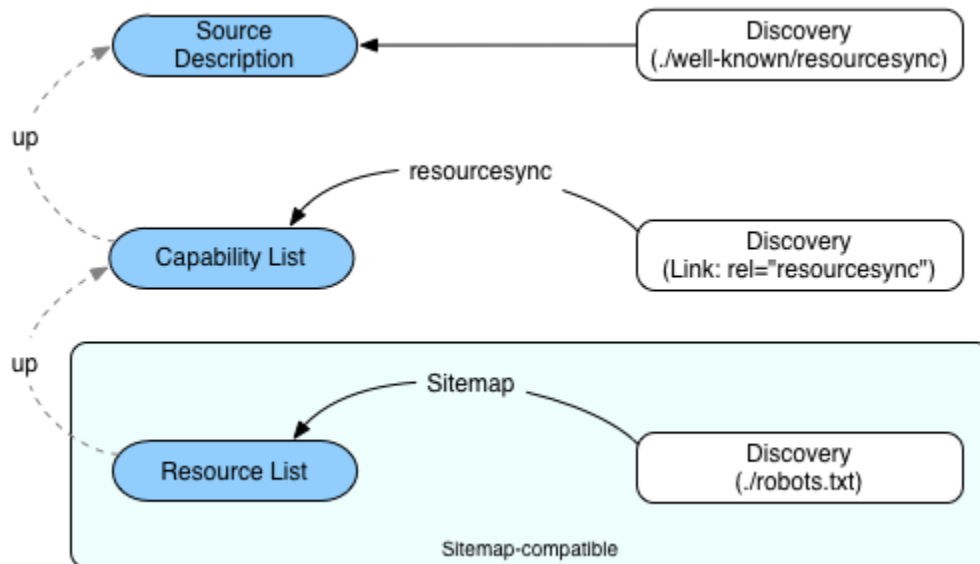 Source
Description
Discovery
(./well-known/resourcesync)
up
resourcesync
Capability List
Discovery
(Link: rel="resourcesync")
up
Sitemap
Resource List
Discovery
(./robots.txt)
Sitemap-compatible